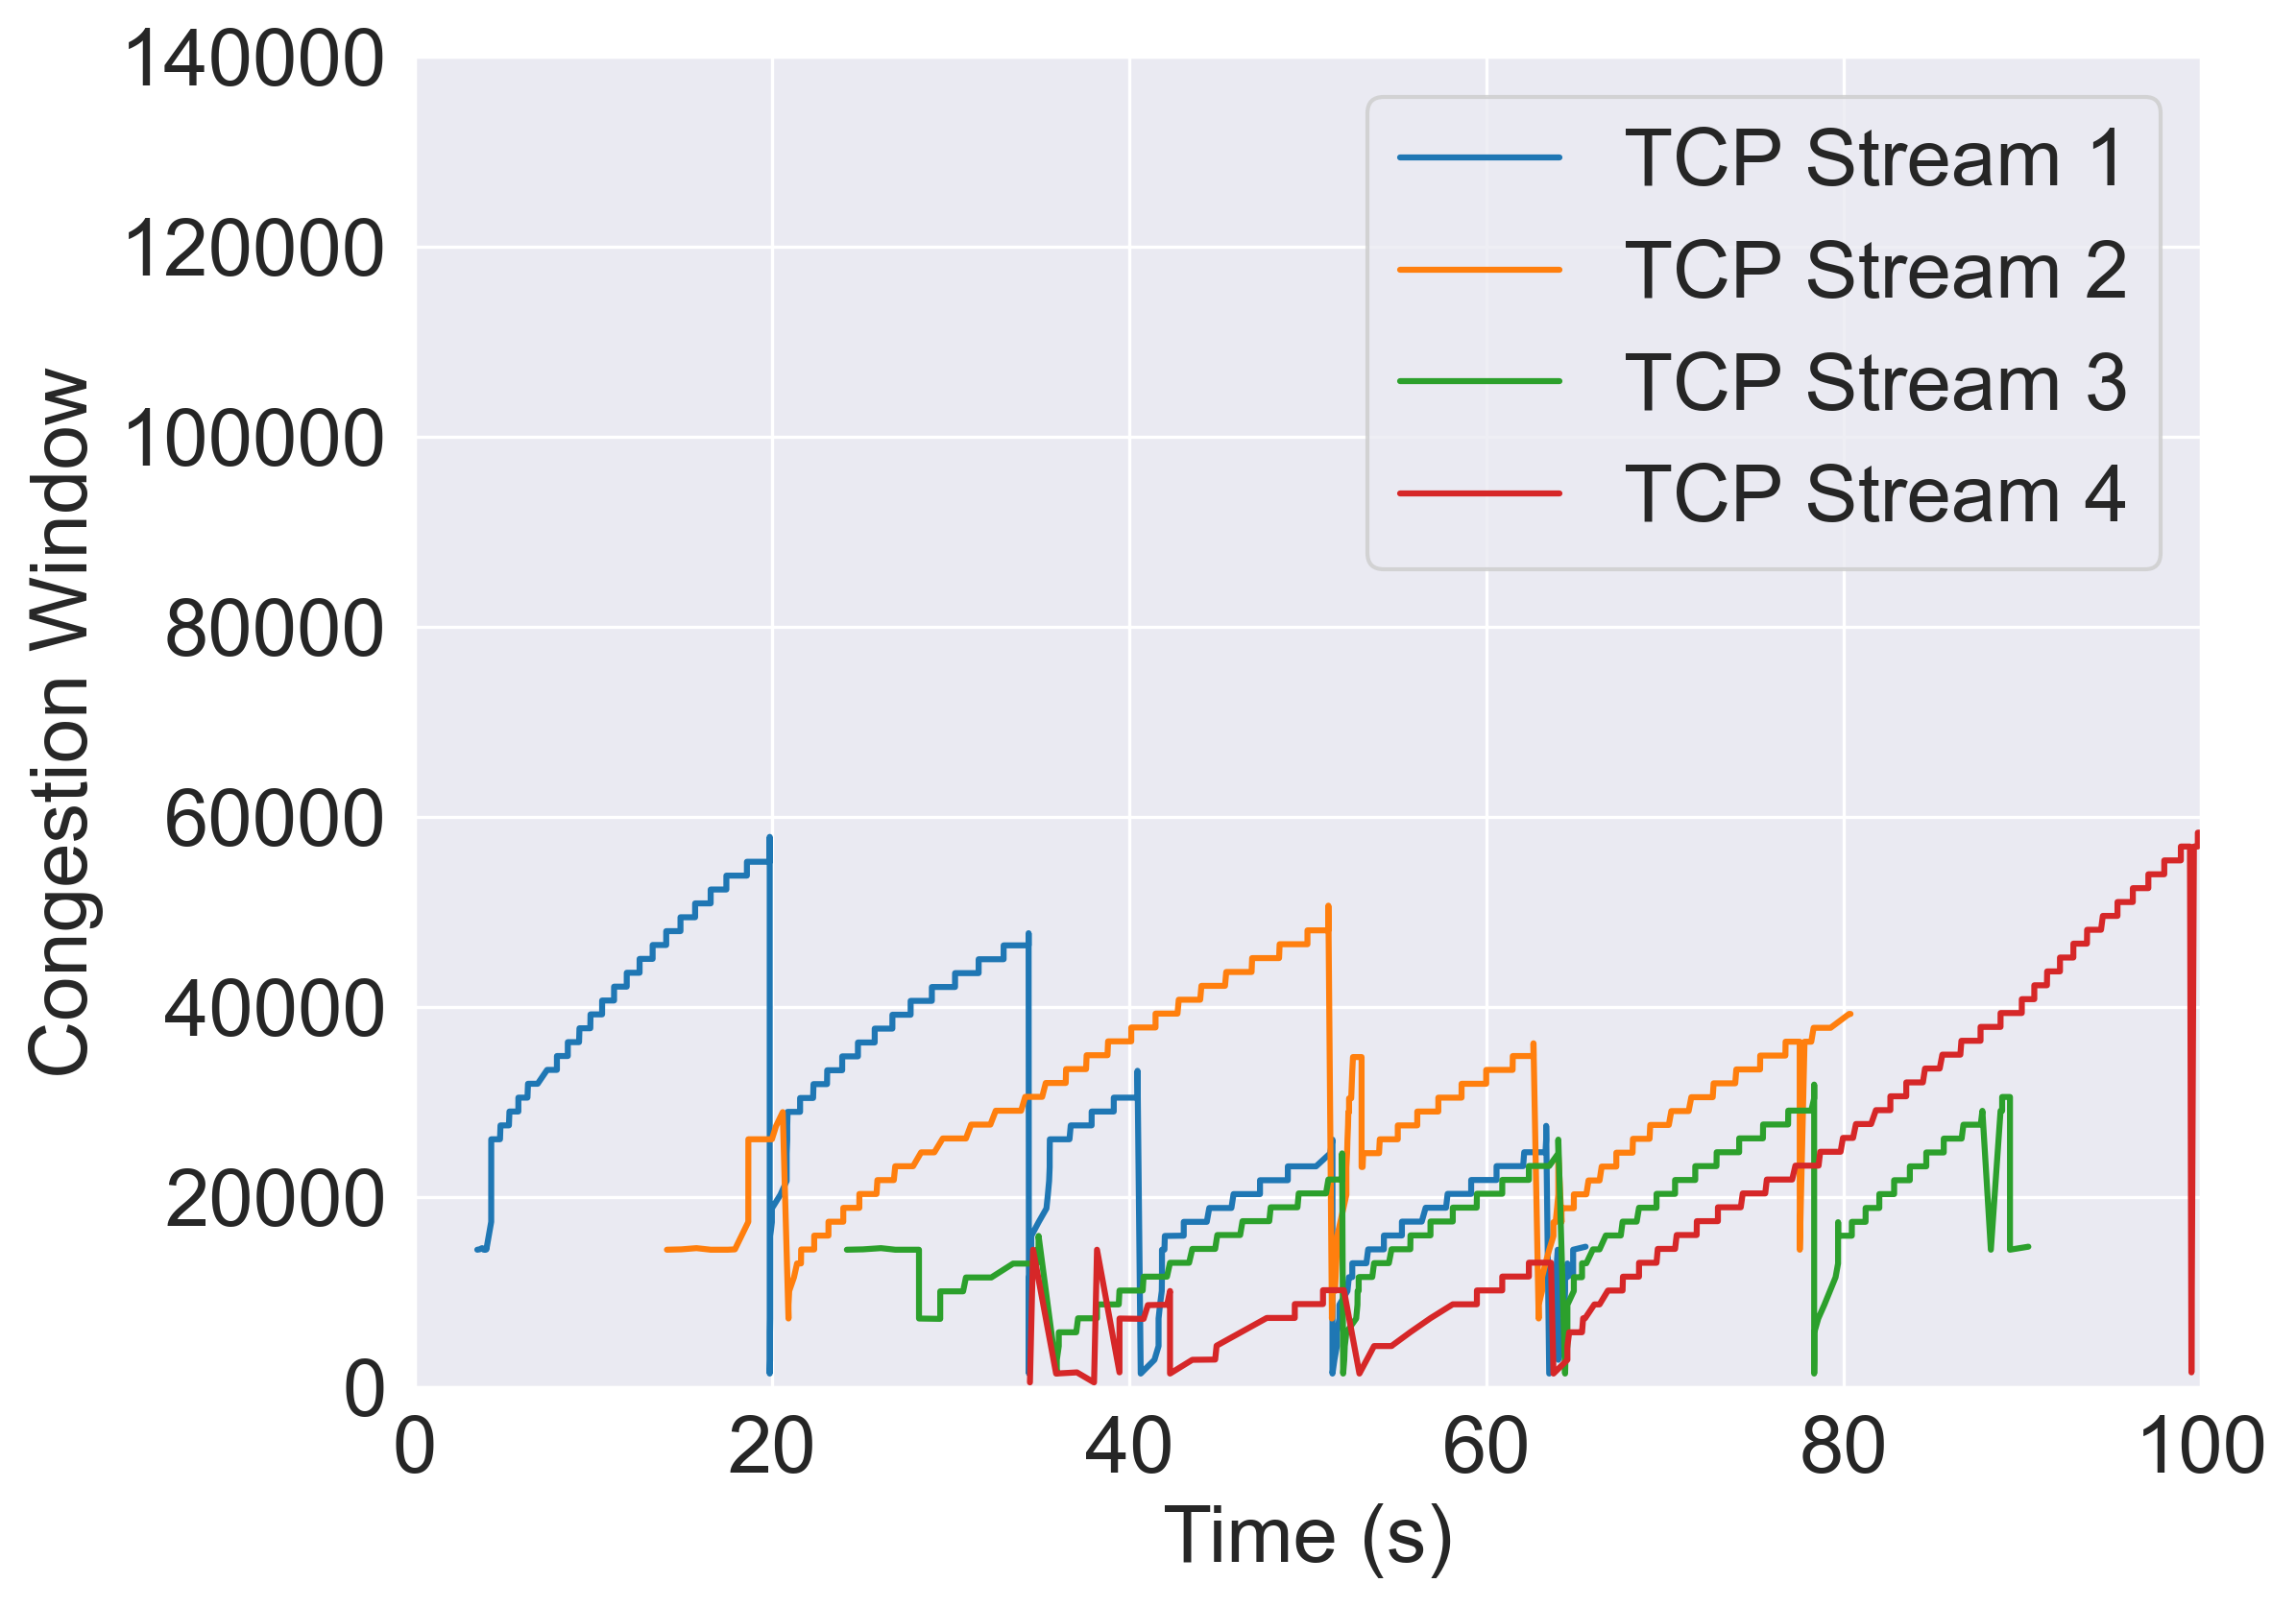 140000
120000
100000
80000
60000
40000
20000
0
Congestion Window
0 20 40 60 80 100
Time (s)
TCP Stream 1
TCP Stream 2
TCP Stream 3
TCP Stream 4